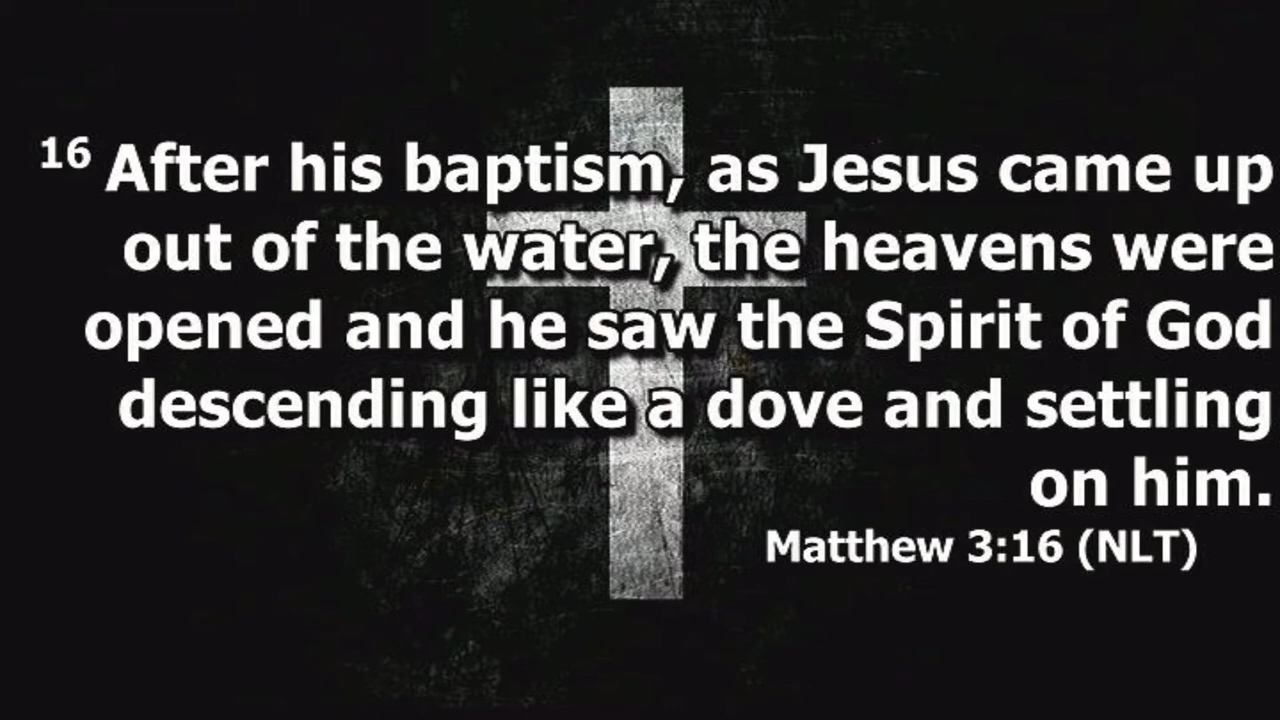 16 After his baptism, as Jesus came up
out of the water, the heavens were
opened and he saw the Spirit of God
descending like a dove and settling
on him.
Matthew 3:16 (NLT)